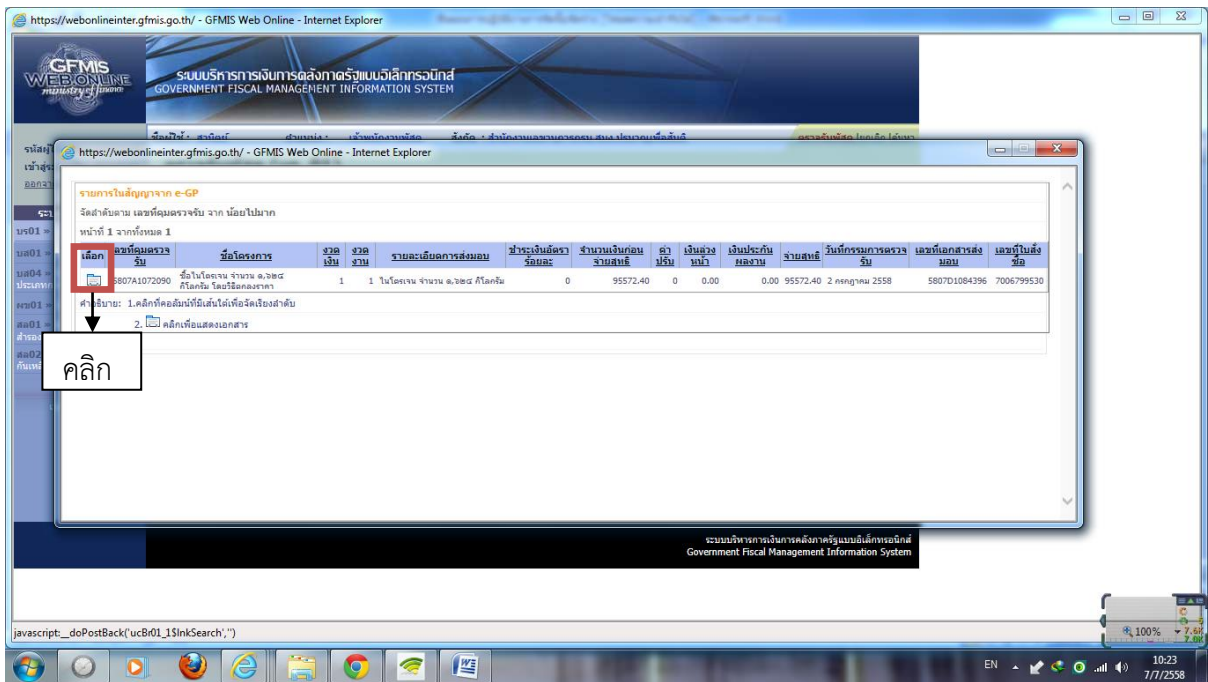 https://webonlineinter.gfmis.go.th/ - GFMIS Web Online - Internet Explorer
GFMIS
WEB ONLINE
ministry of finance
ระบบบริหารการเงินการคลังภาครัฐแบบอิเล็กทรอนิกส์
GOVERNMENT FISCAL MANAGEMENT INFORMATION SYSTEM
https://webonlineinter.gfmis.go.th/ - GFMIS Web Online - Internet Explorer
รายการในสัญญาจาก e-GP
จัดลำดับตาม เลขที่คุมตรวจรับ จาก น้อยไปมาก
หน้าที่ 1 จากทั้งหมด 1
เลือก เลขที่คุมตรวจรับ ชื่อโครงการ งวดเงิน งวดงาน รายละเอียดการส่งมอบ ชำระเงินอัตราร้อยละ จำนวนเงินก่อนจ่ายสุทธิ ค่าปรับ เงินล่วงหน้า เงินประกันผลงาน จ่ายสุทธิ วันที่กรรมการตรวจรับ เลขที่เอกสารส่งมอบ เลขที่ใบสั่งซื้อ
5807A1072090 ซื้อไนโตรเจน จำนวน ๑,๖๒๔ กิโลกรัม โดยวิธีตกลงราคา 1 1 ไนโตรเจน จำนวน ๑,๖๒๔ กิโลกรัม 0 95572.40 0 0.00 0.00 95572.40 2 กรกฎาคม 2558 5807D1084396 7006799530
คำอธิบาย: 1.คลิกที่คอลัมน์ที่มีเส้นใต้เพื่อจัดเรียงลำดับ
2. คลิกเพื่อแสดงเอกสาร
คลิก
ระบบบริหารการเงินการคลังภาครัฐแบบอิเล็กทรอนิกส์
Government Fiscal Management Information System
javascript:__doPostBack('ucBr01_1$lnkSearch','')
100%
EN
10:23
7/7/2558